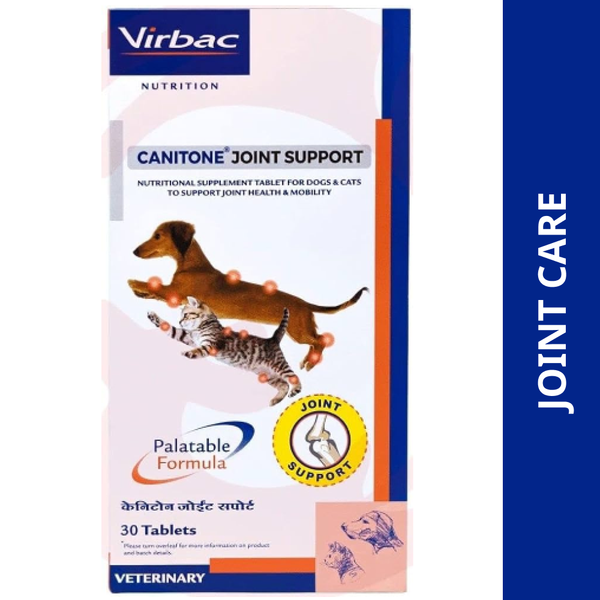 Virbac
NUTRITION
CANITONE® JOINT SUPPORT
NUTRITIONAL SUPPLEMENT TABLET FOR DOGS & CATS
TO SUPPORT JOINT HEALTH & MOBILITY
JOINT
SUPPORT
Palatable
Formula
केनिटोन जोईंट सपोर्ट
30 Tablets
*Please turn overleaf for more information on product
and batch details.
VETERINARY
JOINT CARE